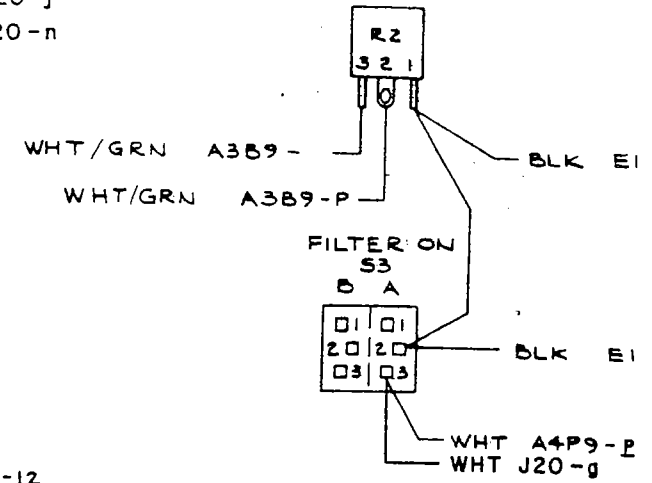 20-j
20-n
R2
3 2 1
WHT/GRN A3B9-
BLK E1
WHT/GRN A3B9-P
FILTER ON
S3
B A
1 1
2 2
BLK E1
3 3
WHT A4P9-P
WHT J20-g
-12